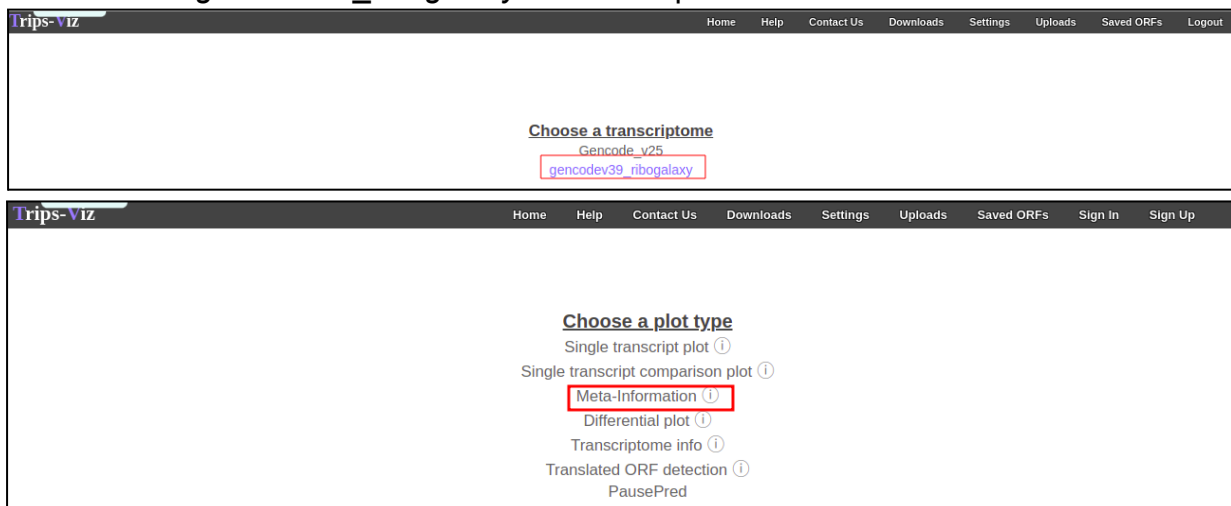 Trips-Viz Home Help Contact Us Downloads Settings Uploads Saved ORFs Logout
Choose a transcriptome
Gencode_v25
gencodev39_ribogalaxy
Trips-Viz Home Help Contact Us Downloads Settings Uploads Saved ORFs Sign In Sign Up
Choose a plot type
Single transcript plot ⓘ
Single transcript comparison plot ⓘ
Meta-Information ⓘ
Differential plot ⓘ
Transcriptome info ⓘ
Translated ORF detection ⓘ
PausePred